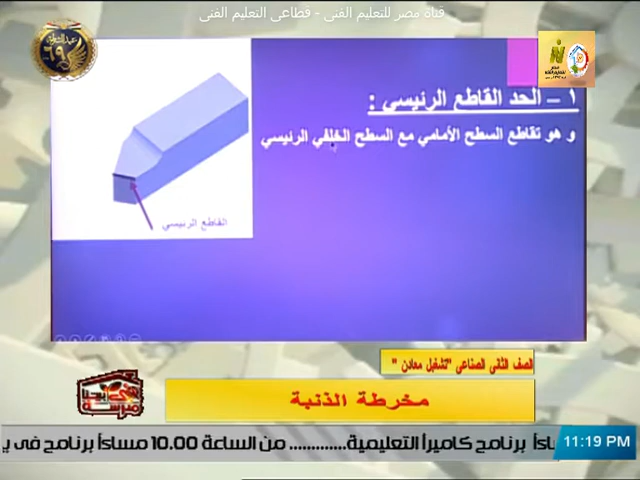 قناة مصر للتعليم الفنى - قطاعى التعليم الفنى
١ – الحد القاطع الرئيسي :
و هو تقاطع السطح الأمامي مع السطح الخلفي الرئيسي
القاطع الرئيسي
الصف الثانى الصناعى "تشغيل معادن "
مخرطة الذنبة
مدرسة
برنامج كاميرا التعليمية............. من الساعة 10.00 مساءاً برنامج فى
11:19 PM